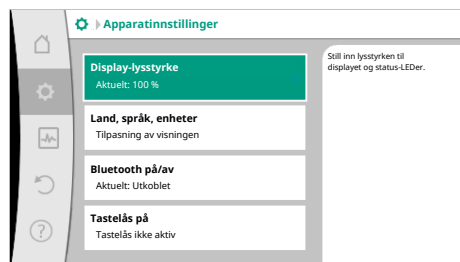 Apparatinnstillinger
Display-lysstyrke
Aktuelt: 100 %
Land, språk, enheter
Tilpasning av visningen
Bluetooth på/av
Aktuelt: Utkoblet
Tastelås på
Tastelås ikke aktiv
Still inn lysstyrken til
displayet og status-LEDer.
?